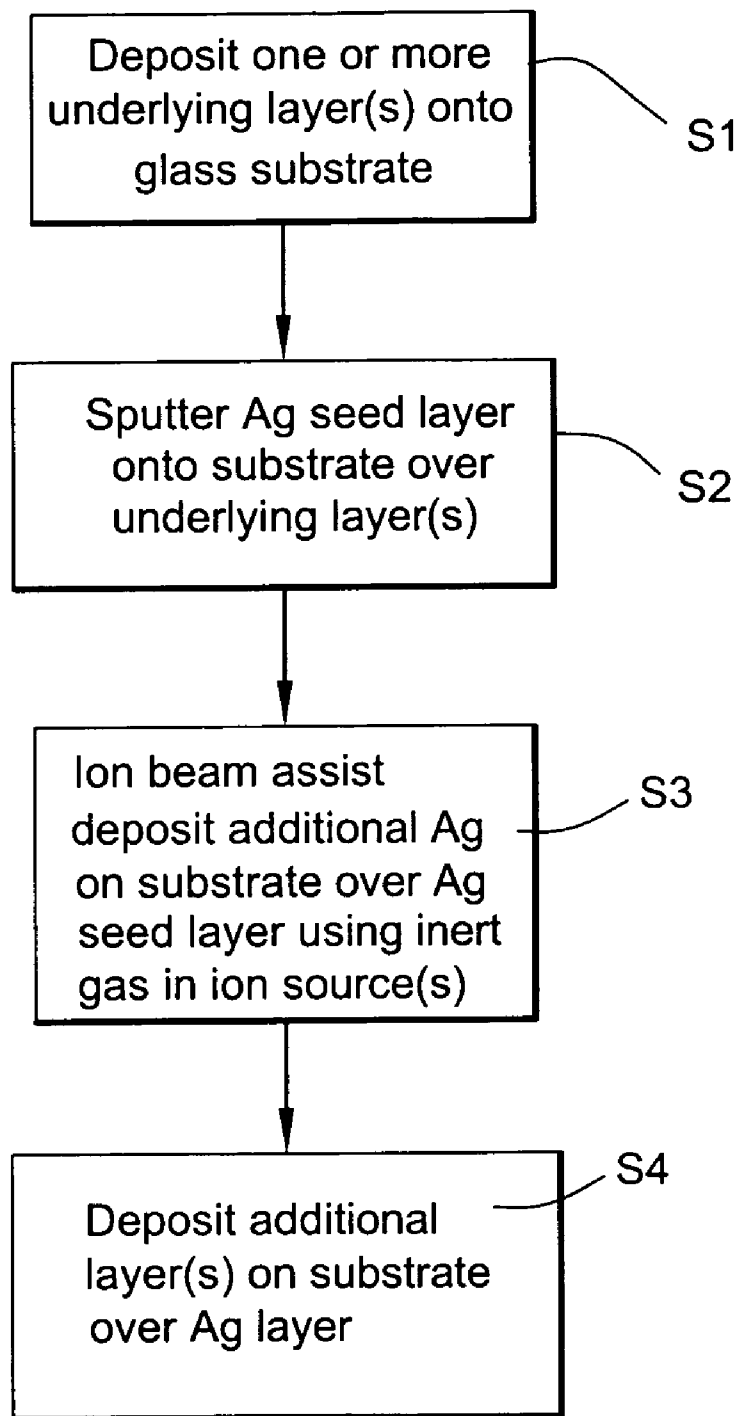 Deposit one or more
underlying layer(s) onto
glass substrate
S1
Sputter Ag seed layer
onto substrate over
underlying layer(s)
S2
Ion beam assist
deposit additional Ag
on substrate over Ag
seed layer using inert
gas in ion source(s)
S3
Deposit additional
layer(s) on substrate
over Ag layer
S4